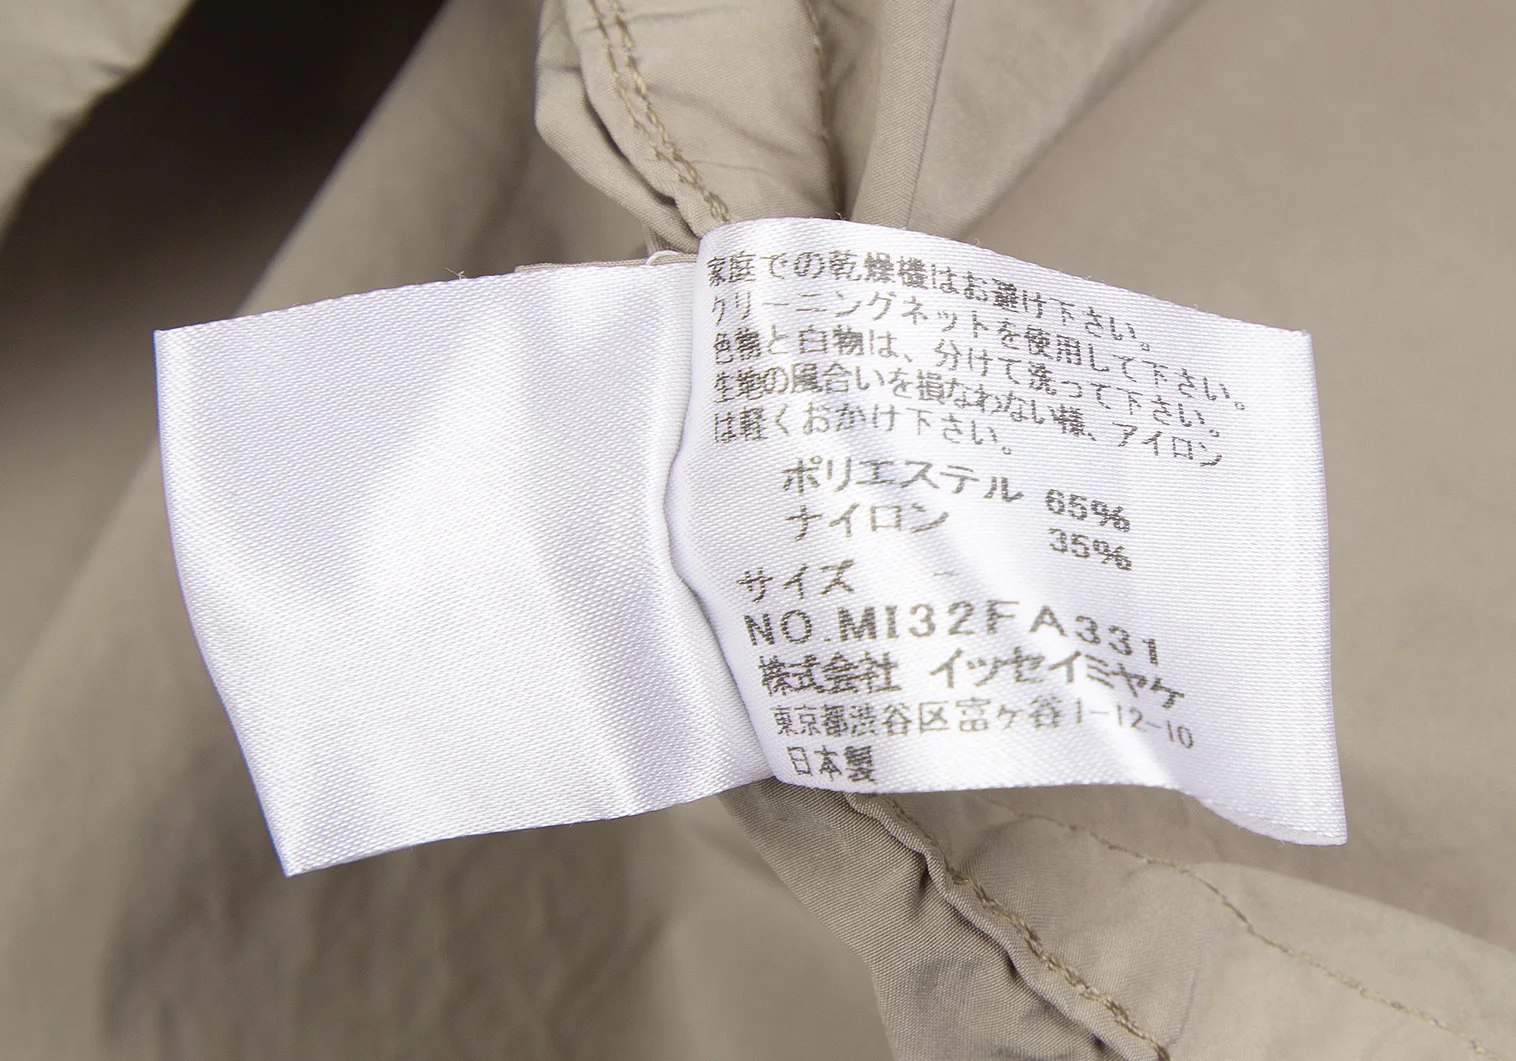 家庭での乾燥機はお避け下さい。
クリーニングネットを使用して下さい。
色物と白物は、分けて洗って下さい。
生地の風合いを損なわない様、アイロン
は軽くおかけ下さい。
ポリエステル 65%
ナイロン 35%
サイズ -
NO.MI32FA331
株式会社 イッセイミヤケ
東京都渋谷区富ケ谷1-12-10
日本製